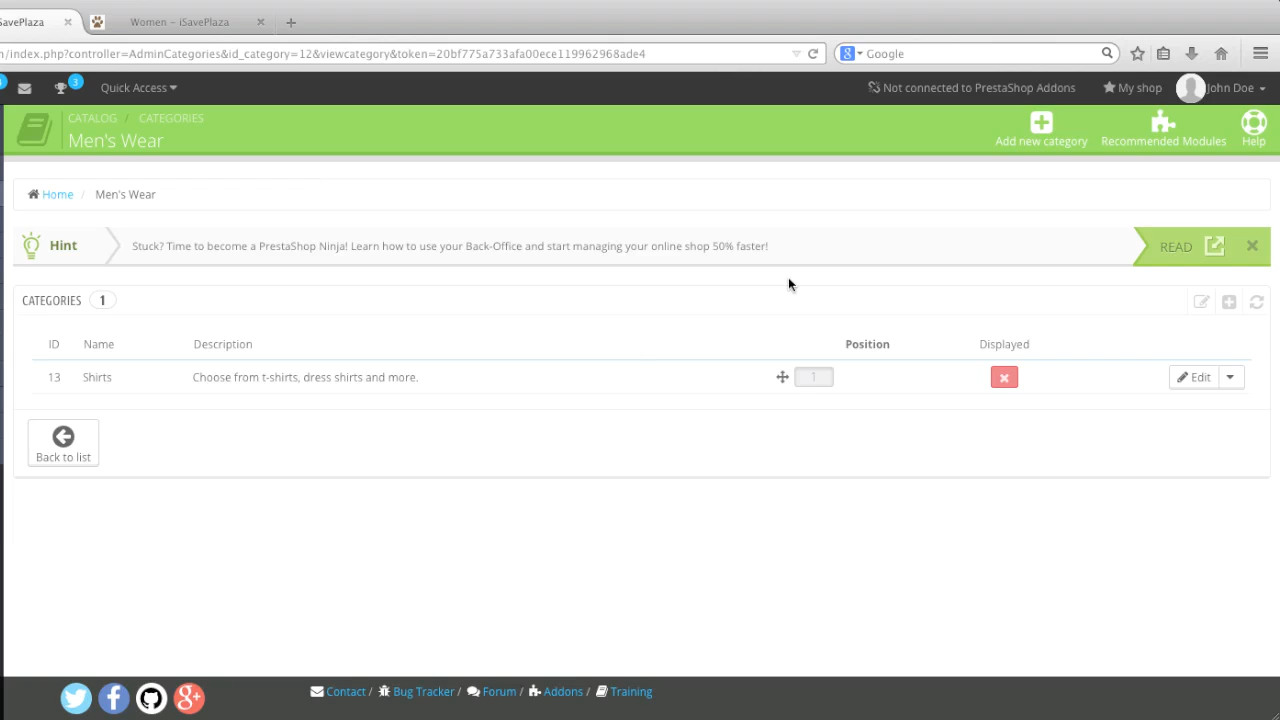 SavePlaza
Women – iSavePlaza
/index.php?controller=AdminCategories&id_category=12&viewcategory&token=20bf775a733afa00ece119962968ade4
Google
3
Quick Access
Not connected to PrestaShop Addons
My shop
John Doe
CATALOG / CATEGORIES
Men's Wear
Add new category
Recommended Modules
Help
Home / Men's Wear
Hint
Stuck? Time to become a PrestaShop Ninja! Learn how to use your Back-Office and start managing your online shop 50% faster!
READ
CATEGORIES 1
ID Name Description Position Displayed
13 Shirts Choose from t-shirts, dress shirts and more. 1 Edit
Back to list
Contact / Bug Tracker / Forum / Addons / Training